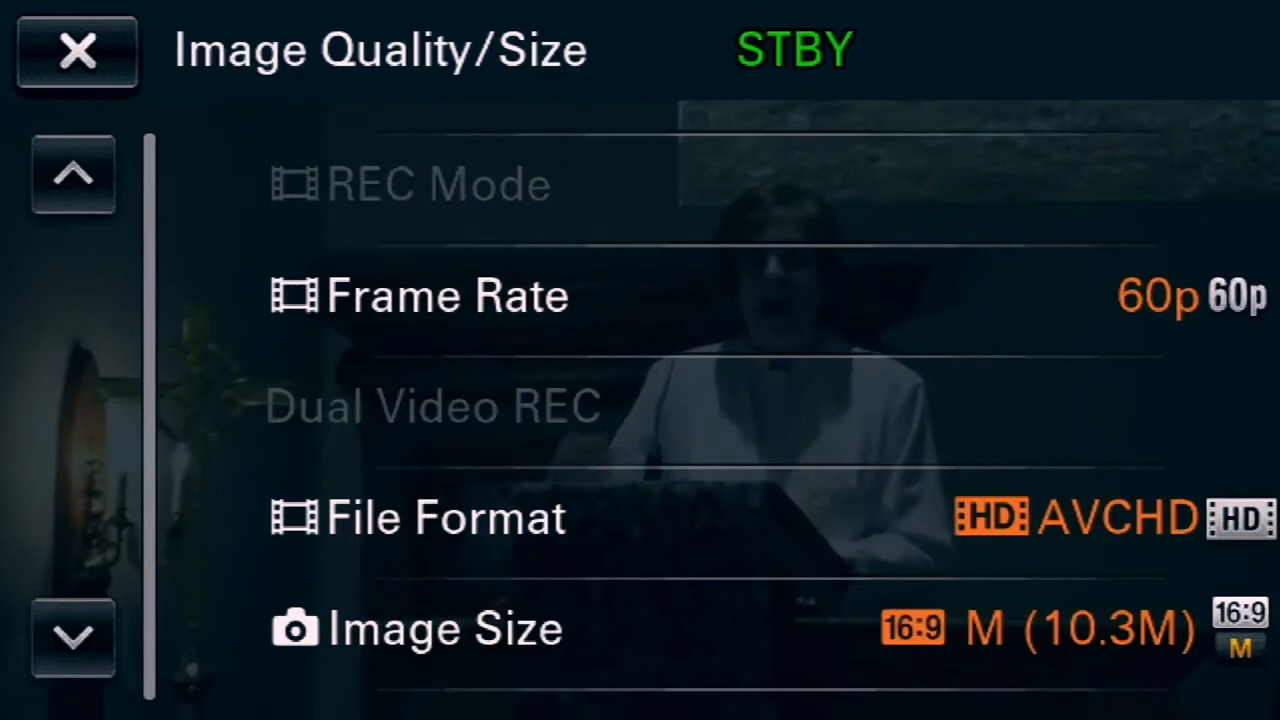 Image Quality/Size STBY
REC Mode
Frame Rate 60p 60p
Dual Video REC
File Format HD AVCHD HD
Image Size 16:9 M (10.3M) 16:9 M